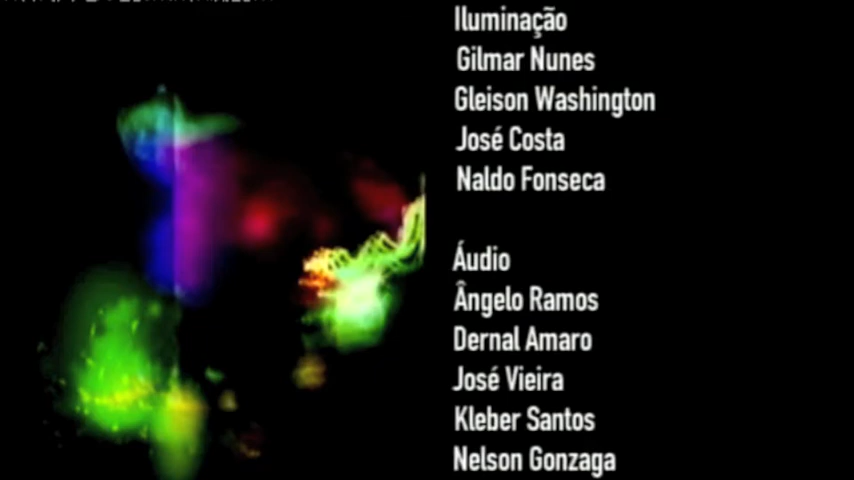 Iluminação
Gilmar Nunes
Gleison Washington
José Costa
Naldo Fonseca
Áudio
Ângelo Ramos
Dernal Amaro
José Vieira
Kleber Santos
Nelson Gonzaga